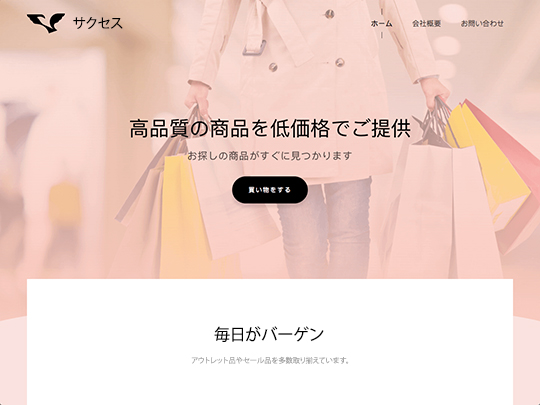 サクセス
ホーム
会社概要
お問い合わせ
高品質の商品を低価格でご提供
お探しの商品がすぐに見つかります
買い物をする
毎日がバーゲン
アウトレット品やセール品を多数取り揃えています。